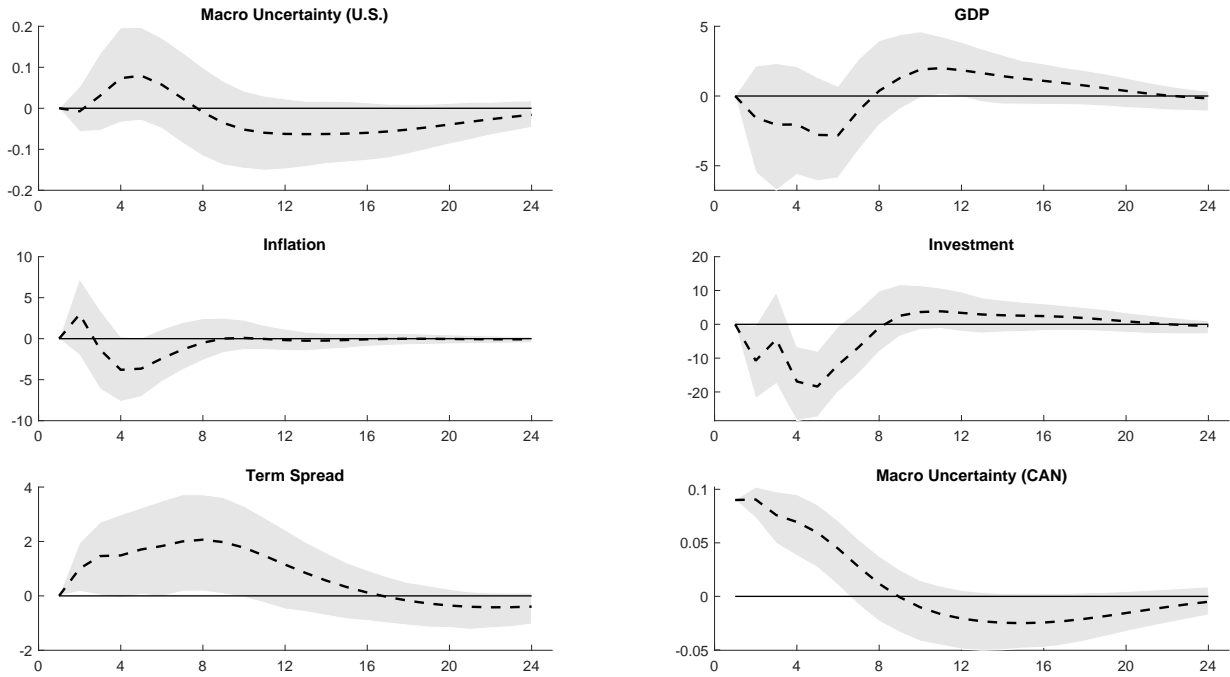 Macro Uncertainty (U.S.)
0.2
0.1
0
-0.1
-0.2
0 4 8 12 16 20 24
GDP
5
0
-5
0 4 8 12 16 20 24
Inflation
10
5
0
-5
-10
0 4 8 12 16 20 24
Investment
20
10
0
-10
-20
0 4 8 12 16 20 24
Term Spread
4
2
0
-2
0 4 8 12 16 20 24
Macro Uncertainty (CAN)
0.1
0.05
0
-0.05
0 4 8 12 16 20 24